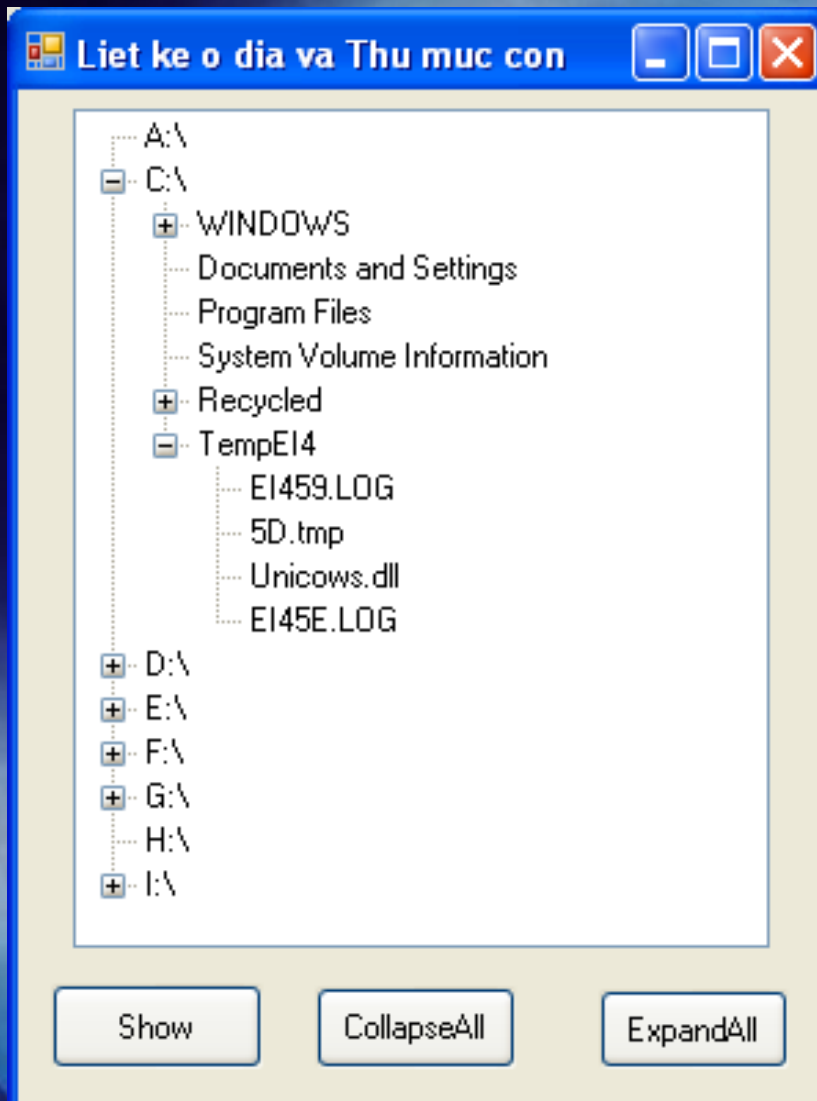 Liet ke o dia va Thu muc con
A:\
C:\
WINDOWS
Documents and Settings
Program Files
System Volume Information
Recycled
TempEI4
EI459.LOG
5D.tmp
Unicows.dll
EI45E.LOG
D:\
E:\
F:\
G:\
H:\
I:\
Show CollapseAll ExpandAll